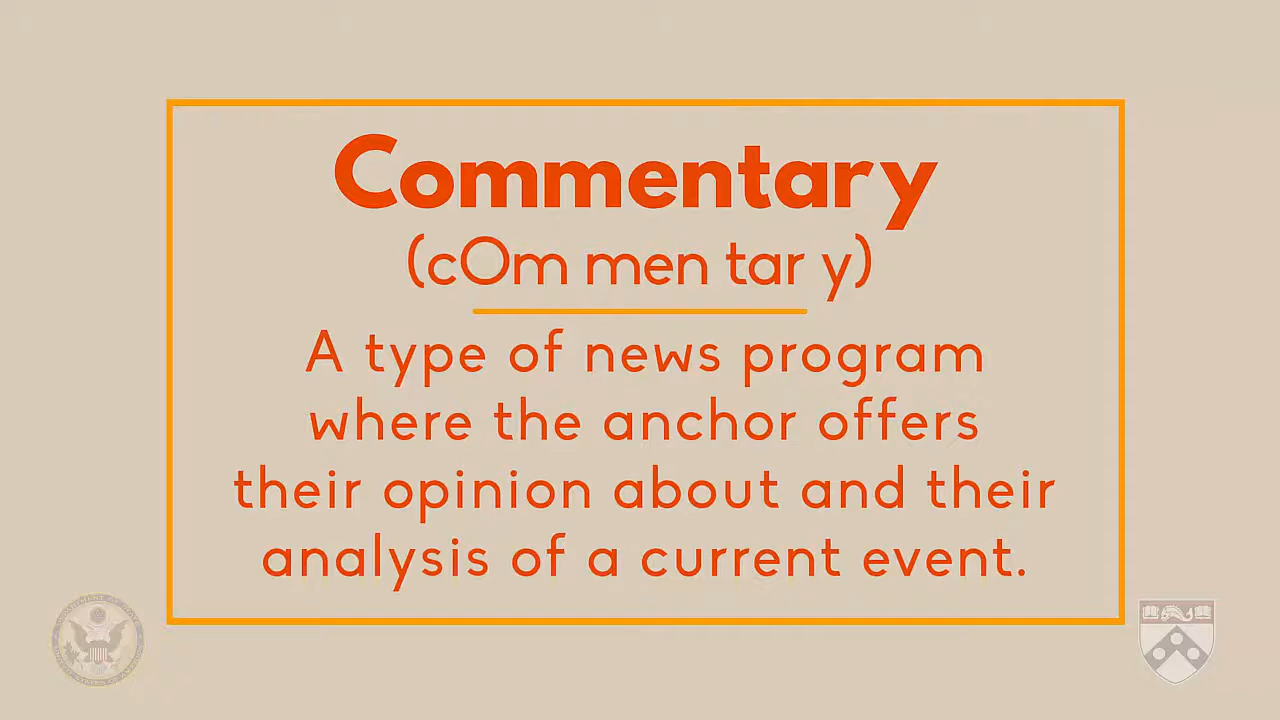 Commentary
(cOm men tar y)
A type of news program
where the anchor offers
their opinion about and their
analysis of a current event.